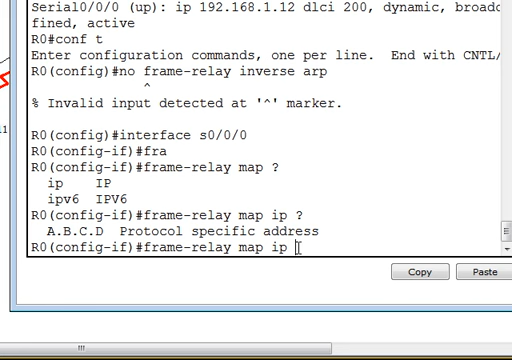 Serial0/0/0 (up): ip 192.168.1.12 dlci 200, dynamic, broadc
fined, active
R0#conf t
Enter configuration commands, one per line.  End with CNTL/
R0(config)#no frame-relay inverse arp
^
% Invalid input detected at '^' marker.
R0(config)#interface s0/0/0
R0(config-if)#fra
R0(config-if)#frame-relay map ?
ip    IP
ipv6  IPV6
R0(config-if)#frame-relay map ip ?
A.B.C.D  Protocol specific address
R0(config-if)#frame-relay map ip
Copy
Paste